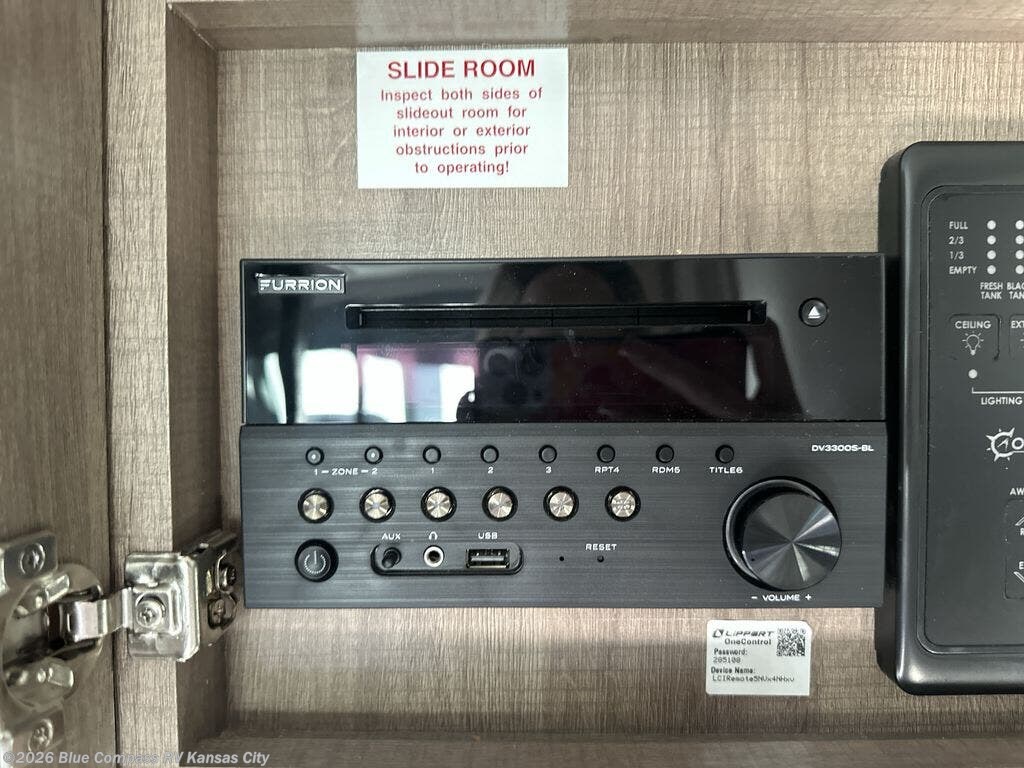 SLIDE ROOM
Inspect both sides of
slideout room for
interior or exterior
obstructions prior
to operating!
FURRION
DV3300S-BL
1 – ZONE – 2 1 2 3 RPT4 RDM5 TITLE6
AUX USB
RESET
– VOLUME +
LIPPERT
OneControl
Password:
205108
Device Name:
FULL
2/3
1/3
EMPTY
FRESH
TANK
CEILING
LIGHTING
©2026 Blue Compass RV Kansas City